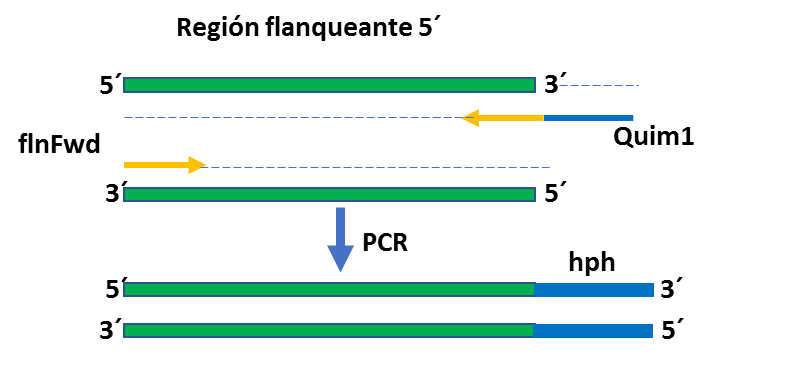 Región flanqueante 5´
5´ 3´
Quim1
flnFwd
3´ 5´
PCR
hph
5´ 3´
3´ 5´